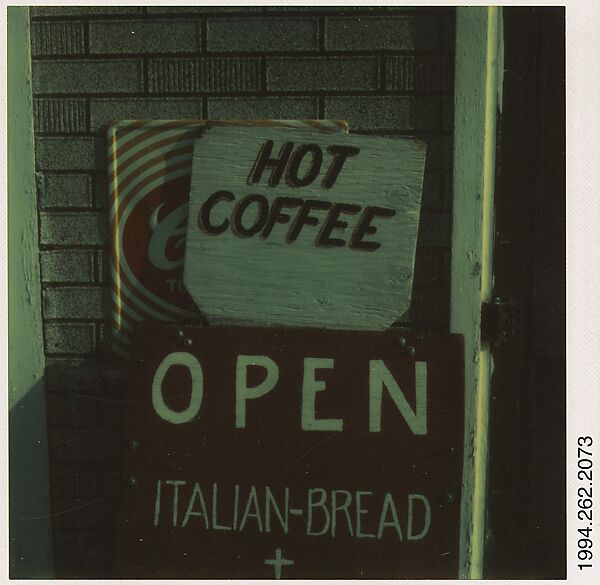 HOT
COFFEE
OPEN
ITALIAN-BREAD
+
1994.262.2073